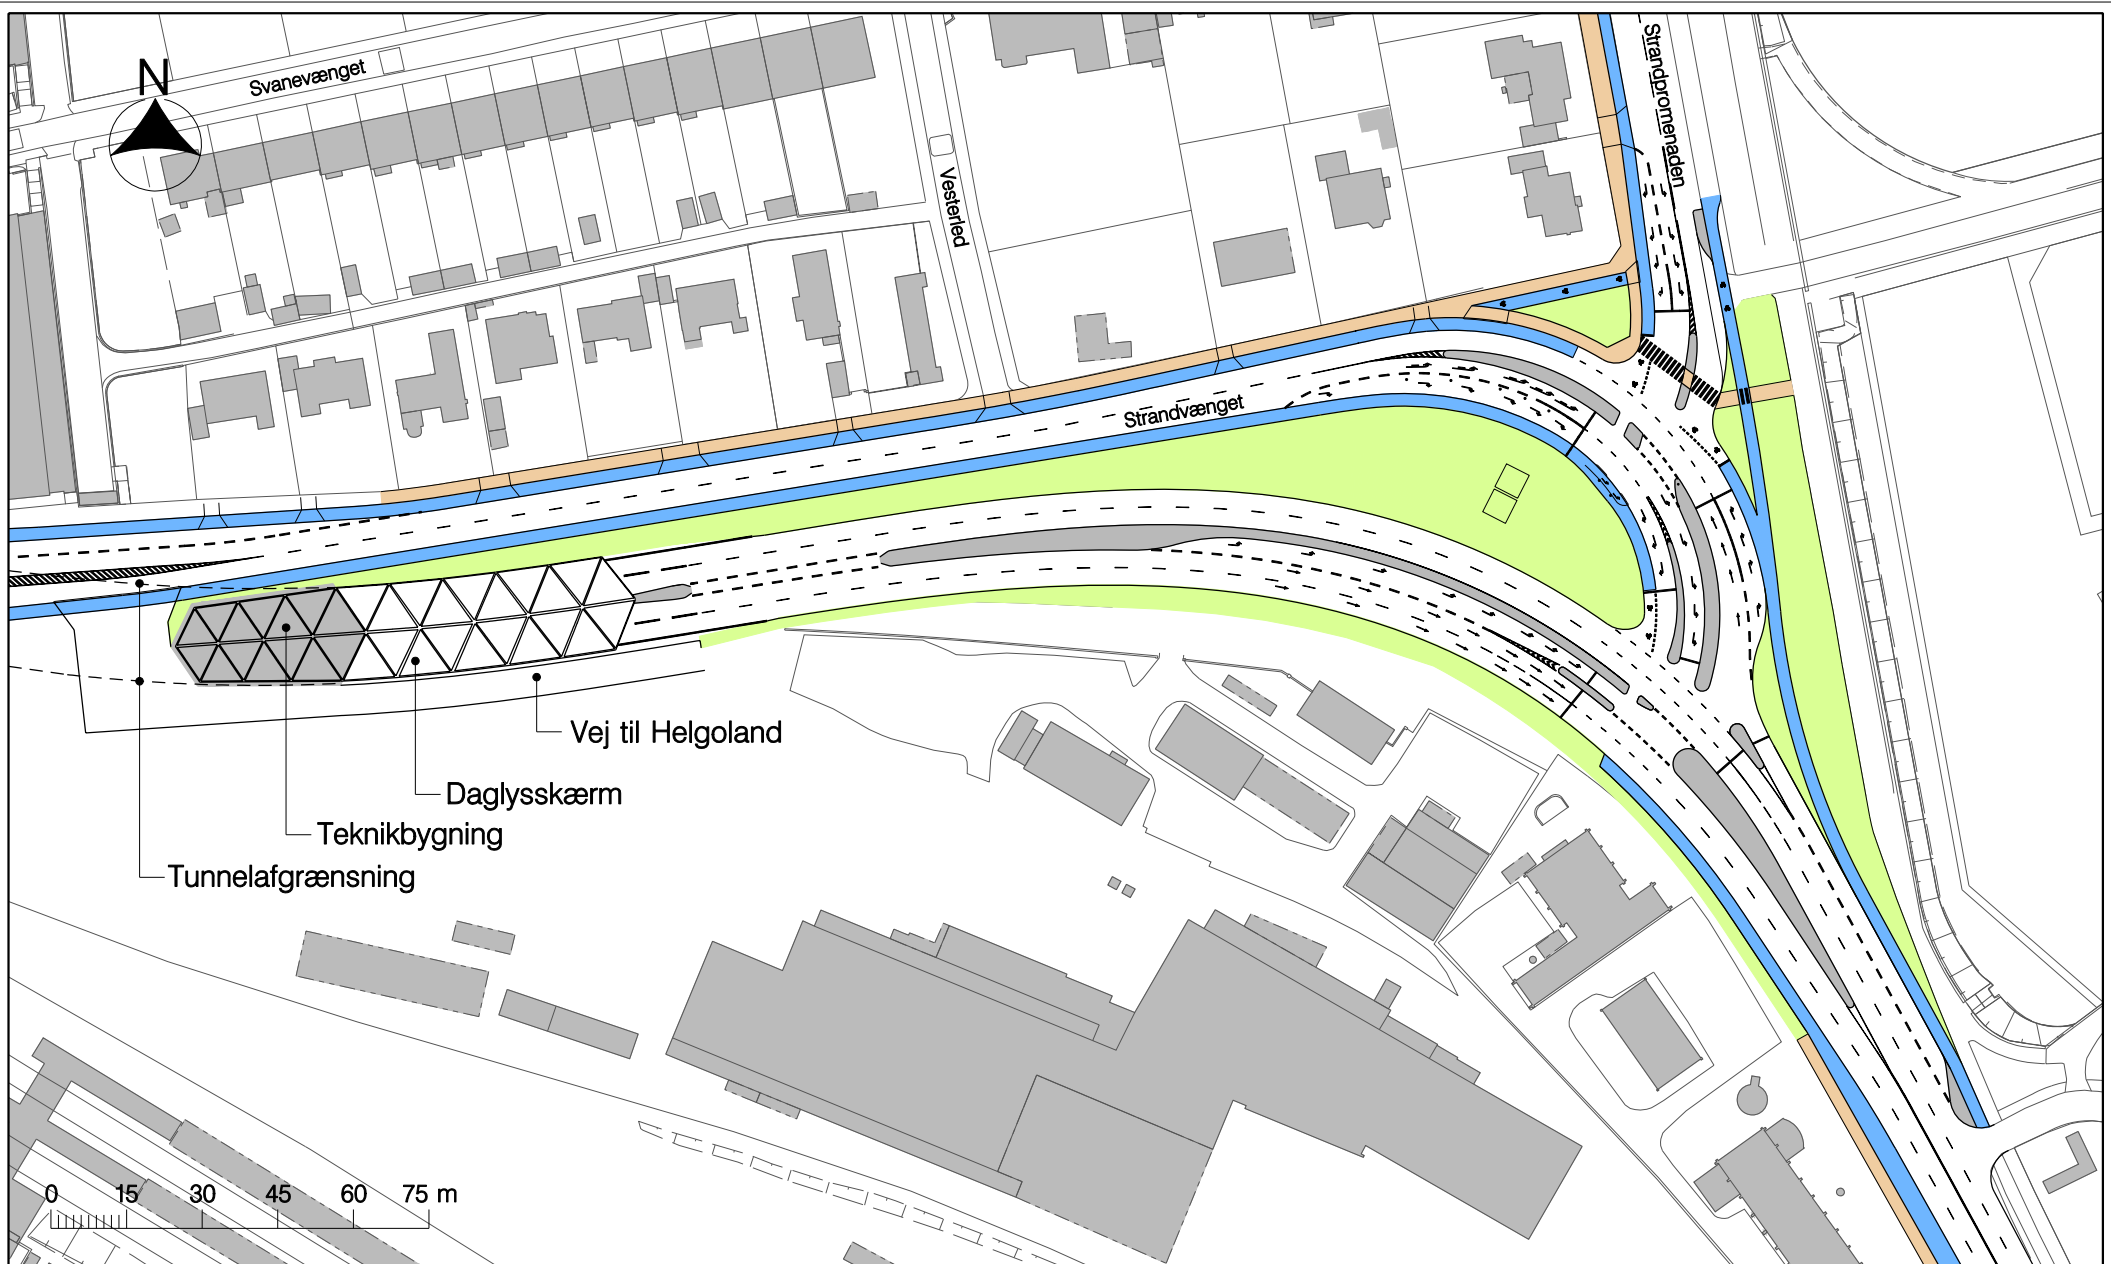 Strandpromenaden
N
Svanevænget
Vesterled
Strandvænget
Vej til Helgoland
Daglysskærm
Teknikbygning
Tunnelafgrænsning
0 15 30 45 60 75 m